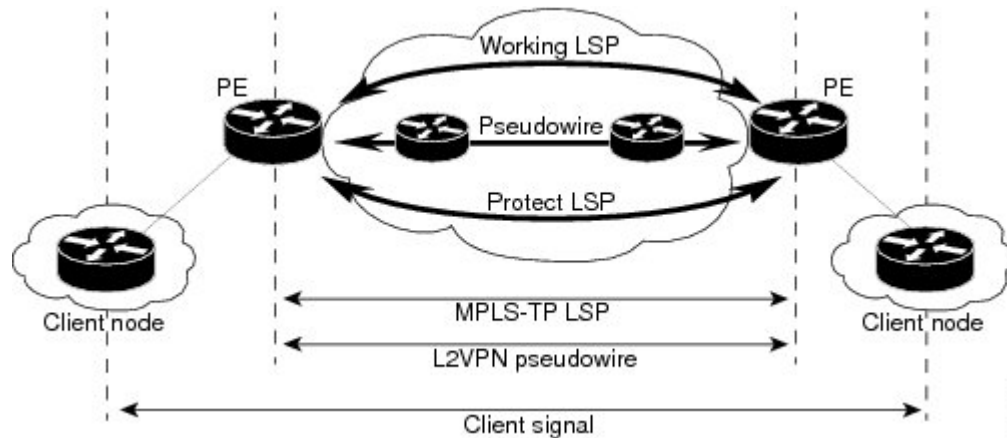 Working LSP
PE
PE
Pseudowire
Protect LSP
Client node
Client node
MPLS-TP LSP
L2VPN pseudowire
Client signal